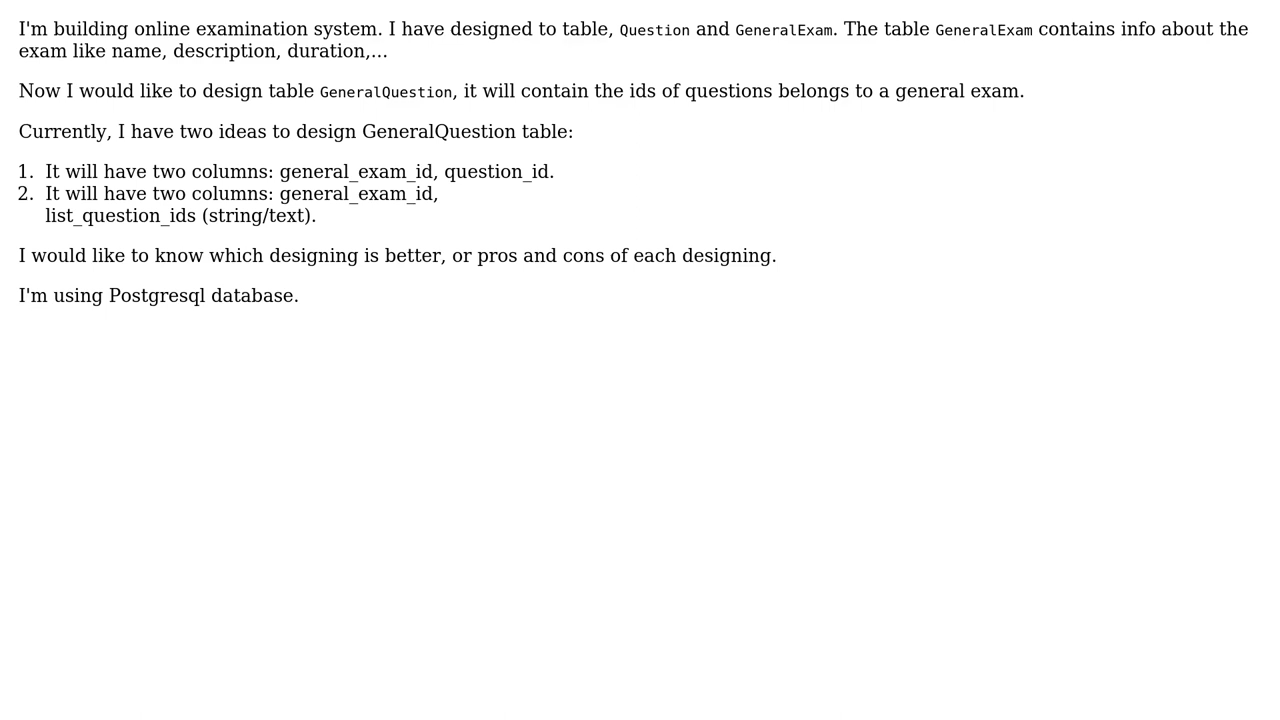 I'm building online examination system. I have designed to table, Question and GeneralExam. The table GeneralExam contains info about the
exam like name, description, duration,...
Now I would like to design table GeneralQuestion, it will contain the ids of questions belongs to a general exam.
Currently, I have two ideas to design GeneralQuestion table:
1. It will have two columns: general_exam_id, question_id.
2. It will have two columns: general_exam_id,
list_question_ids (string/text).
I would like to know which designing is better, or pros and cons of each designing.
I'm using Postgresql database.